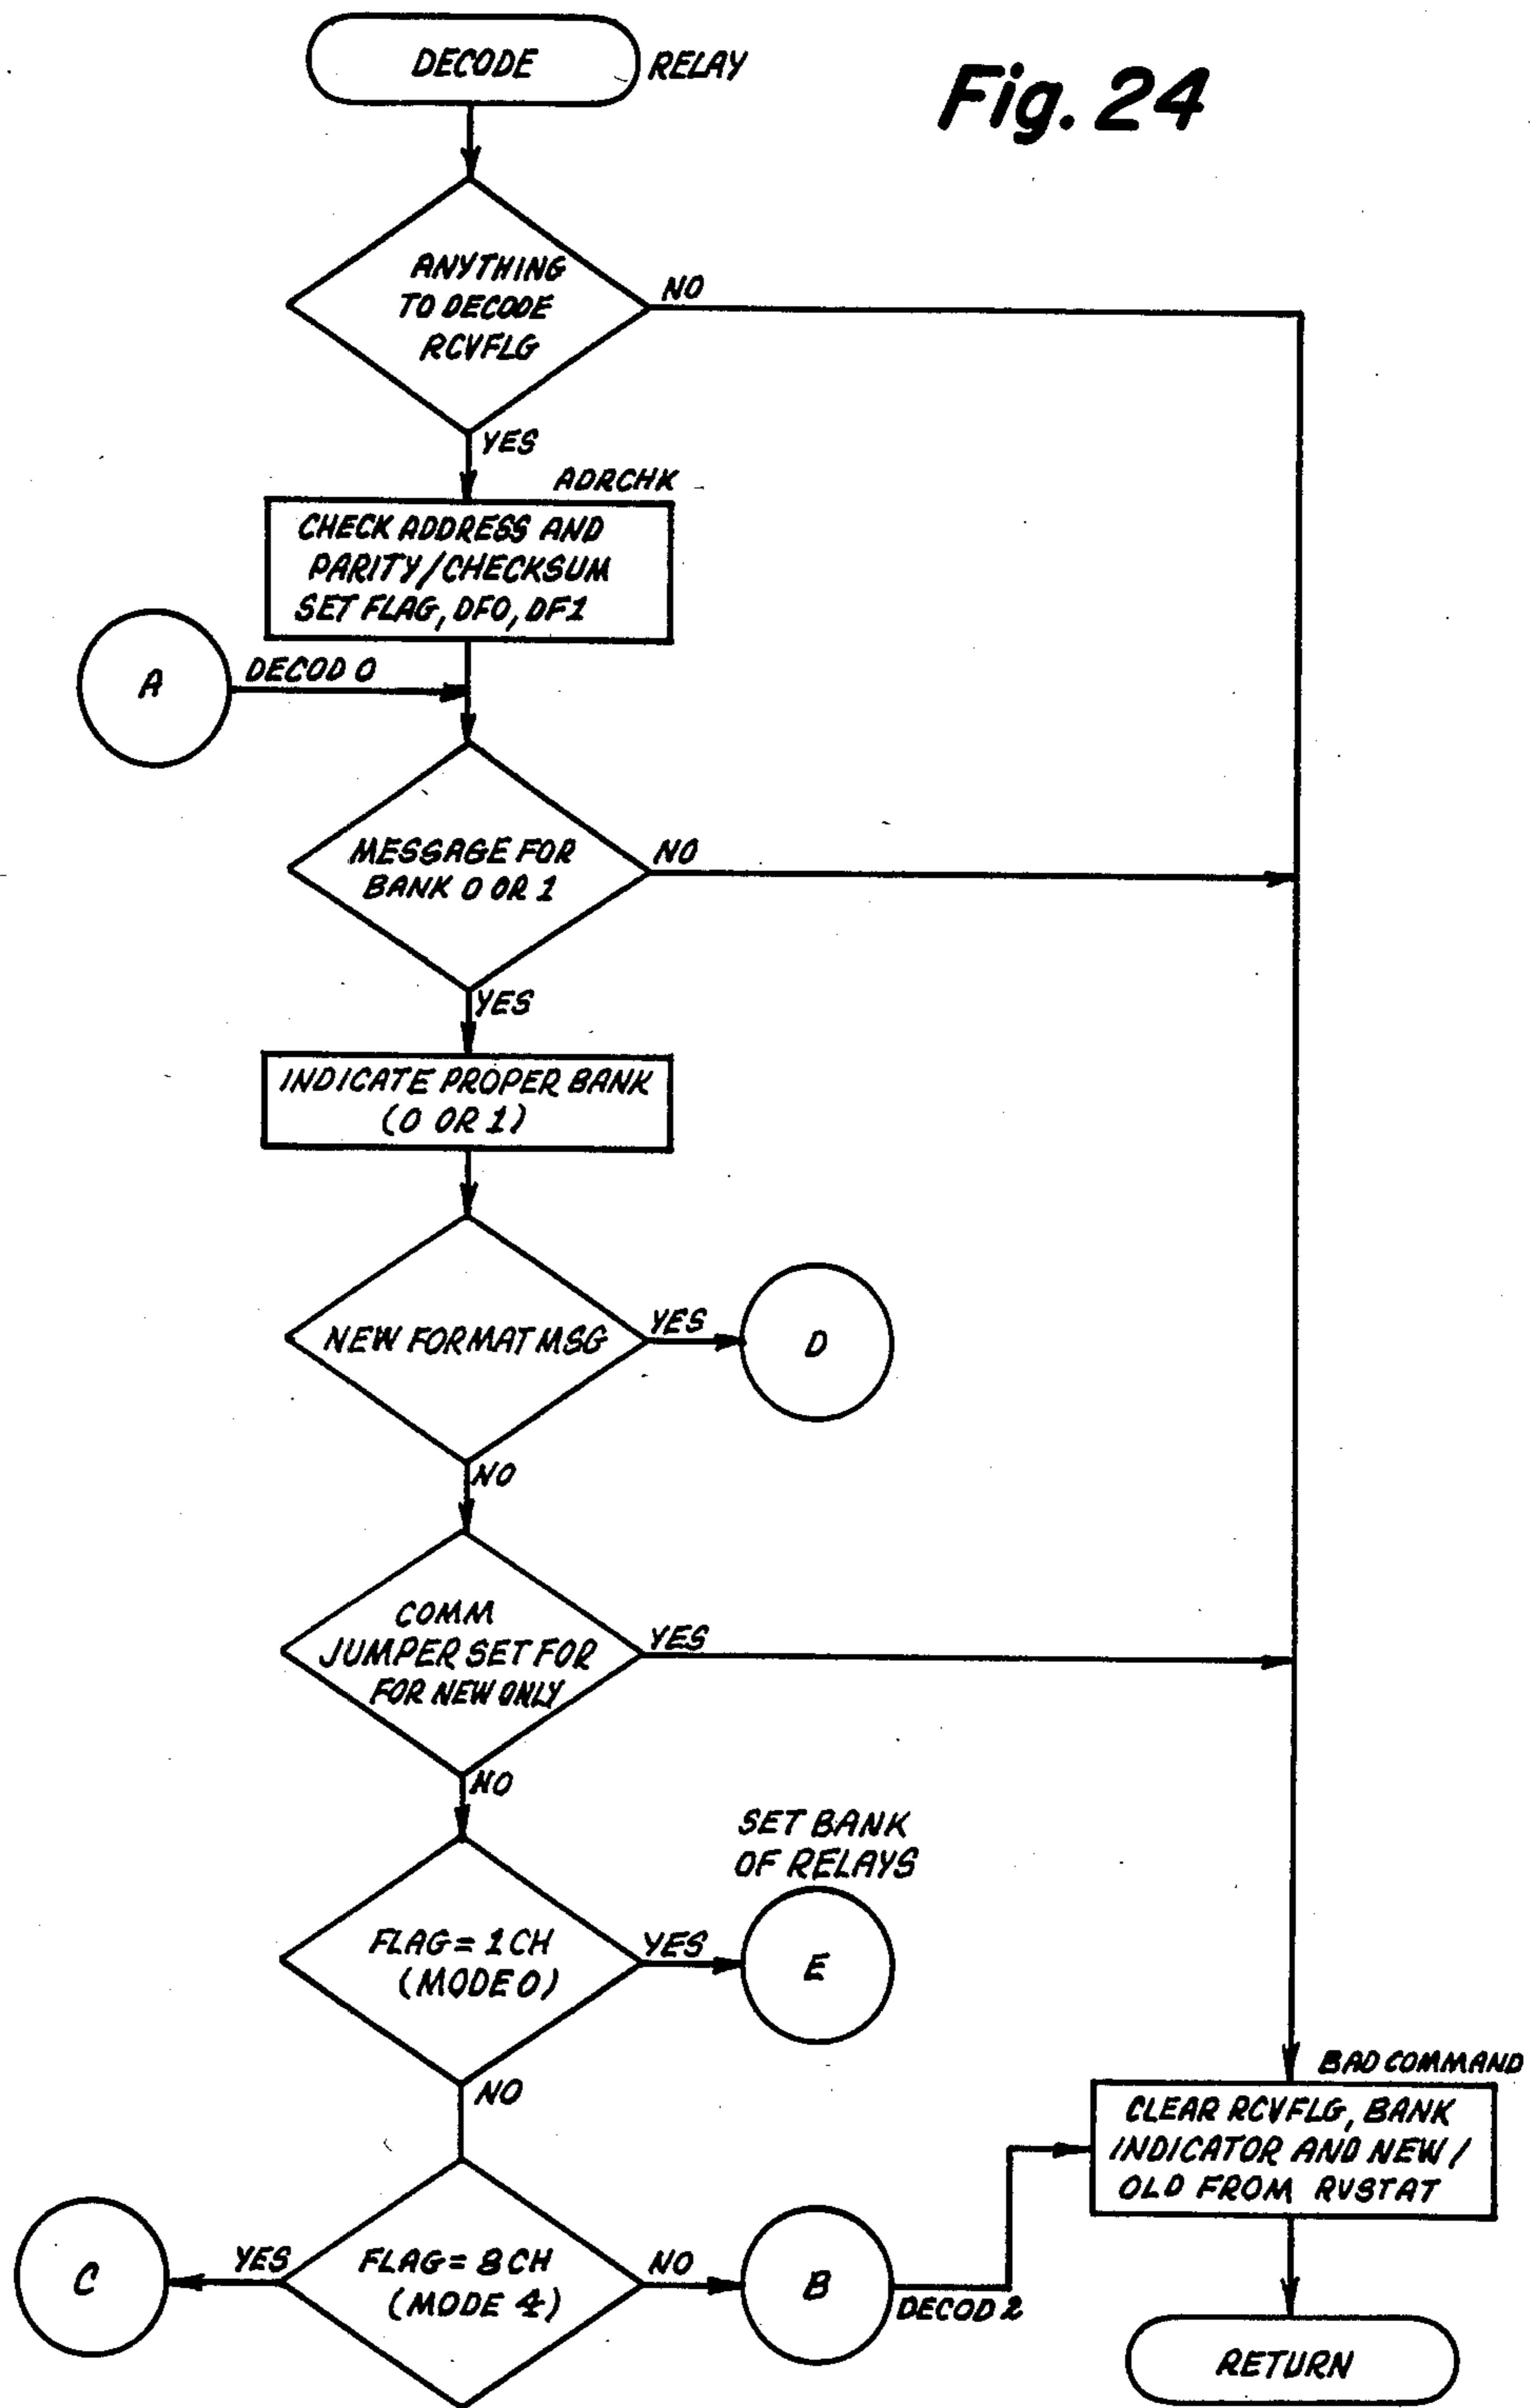 DECODE
RELAY
Fig. 24
ANYTHING
TO DECODE
RCVFLG
NO
YES
ADRCHK
CHECK ADDRESS AND
PARITY/CHECKSUM
SET FLAG, DF0, DF1
A
DECOD 0
MESSAGE FOR
BANK 0 OR 1
NO
YES
INDICATE PROPER BANK
(0 OR 1)
NEW FORMAT MSG
YES
D
NO
COMM
JUMPER SET FOR
FOR NEW ONLY
YES
NO
SET BANK
OF RELAYS
FLAG = 1CH
(MODE 0)
YES
E
NO
BAD COMMAND
CLEAR RCVFLG, BANK
INDICATOR AND NEW /
OLD FROM RVSTAT
C
YES
FLAG = 8CH
(MODE 4)
NO
B
DECOD 2
RETURN